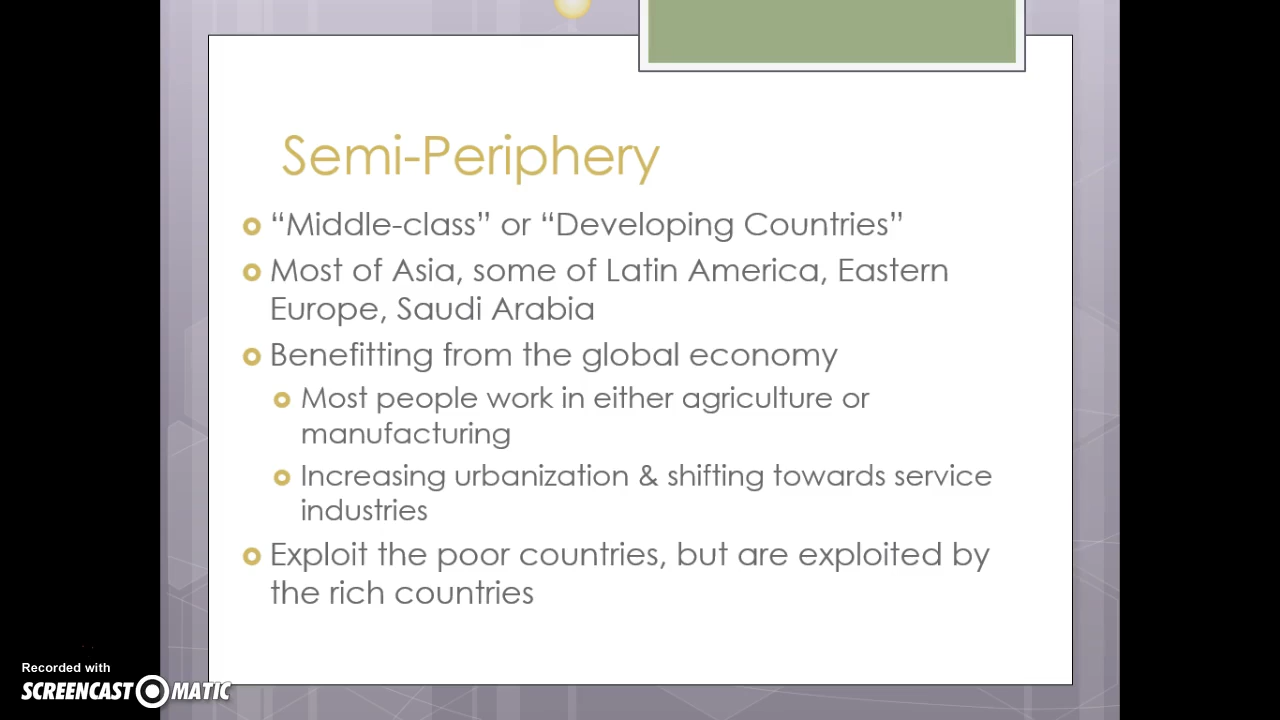 Semi-Periphery
“Middle-class” or “Developing Countries”
Most of Asia, some of Latin America, Eastern
Europe, Saudi Arabia
Benefitting from the global economy
Most people work in either agriculture or
manufacturing
Increasing urbanization & shifting towards service
industries
Exploit the poor countries, but are exploited by
the rich countries
Recorded with
SCREENCAST MATIC